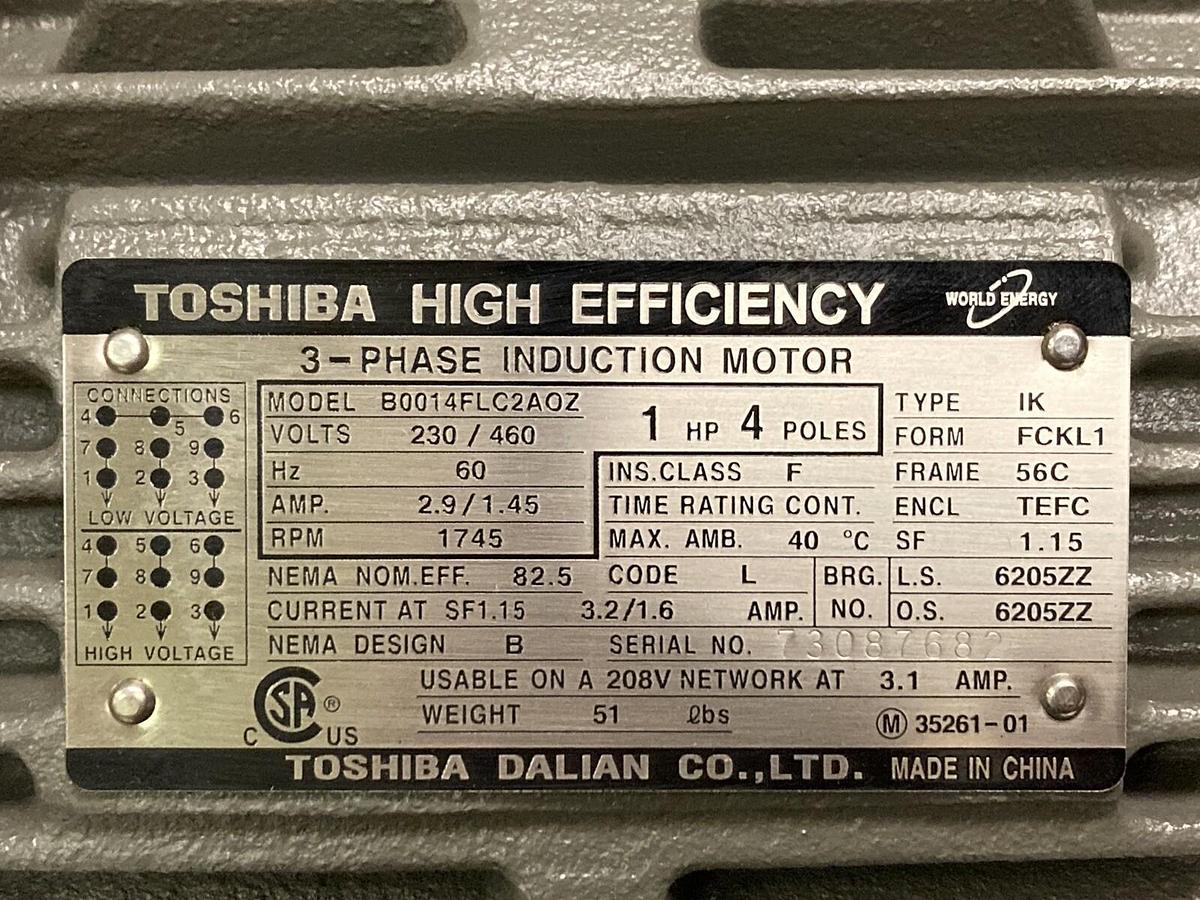 TOSHIBA HIGH EFFICIENCY WORLD ENERGY
3-PHASE INDUCTION MOTOR
CONNECTIONS
4 5 6
7 8 9
1 2 3
LOW VOLTAGE
4 5 6
7 8 9
1 2 3
HIGH VOLTAGE
MODEL B0014FLC2AOZ
VOLTS 230 / 460
Hz 60
AMP. 2.9/1.45
RPM 1745
1 HP 4 POLES
INS.CLASS F
TIME RATING CONT.
MAX. AMB. 40 °C
TYPE IK
FORM FCKL1
FRAME 56C
ENCL TEFC
SF 1.15
NEMA NOM.EFF. 82.5 CODE L BRG. NO. L.S. 6205ZZ
CURRENT AT SF1.15 3.2/1.6 AMP. O.S. 6205ZZ
NEMA DESIGN B SERIAL NO. 73087682
USABLE ON A 208V NETWORK AT 3.1 AMP.
WEIGHT 51 lbs
C SA ® US
M 35261-01
TOSHIBA DALIAN CO.,LTD. MADE IN CHINA